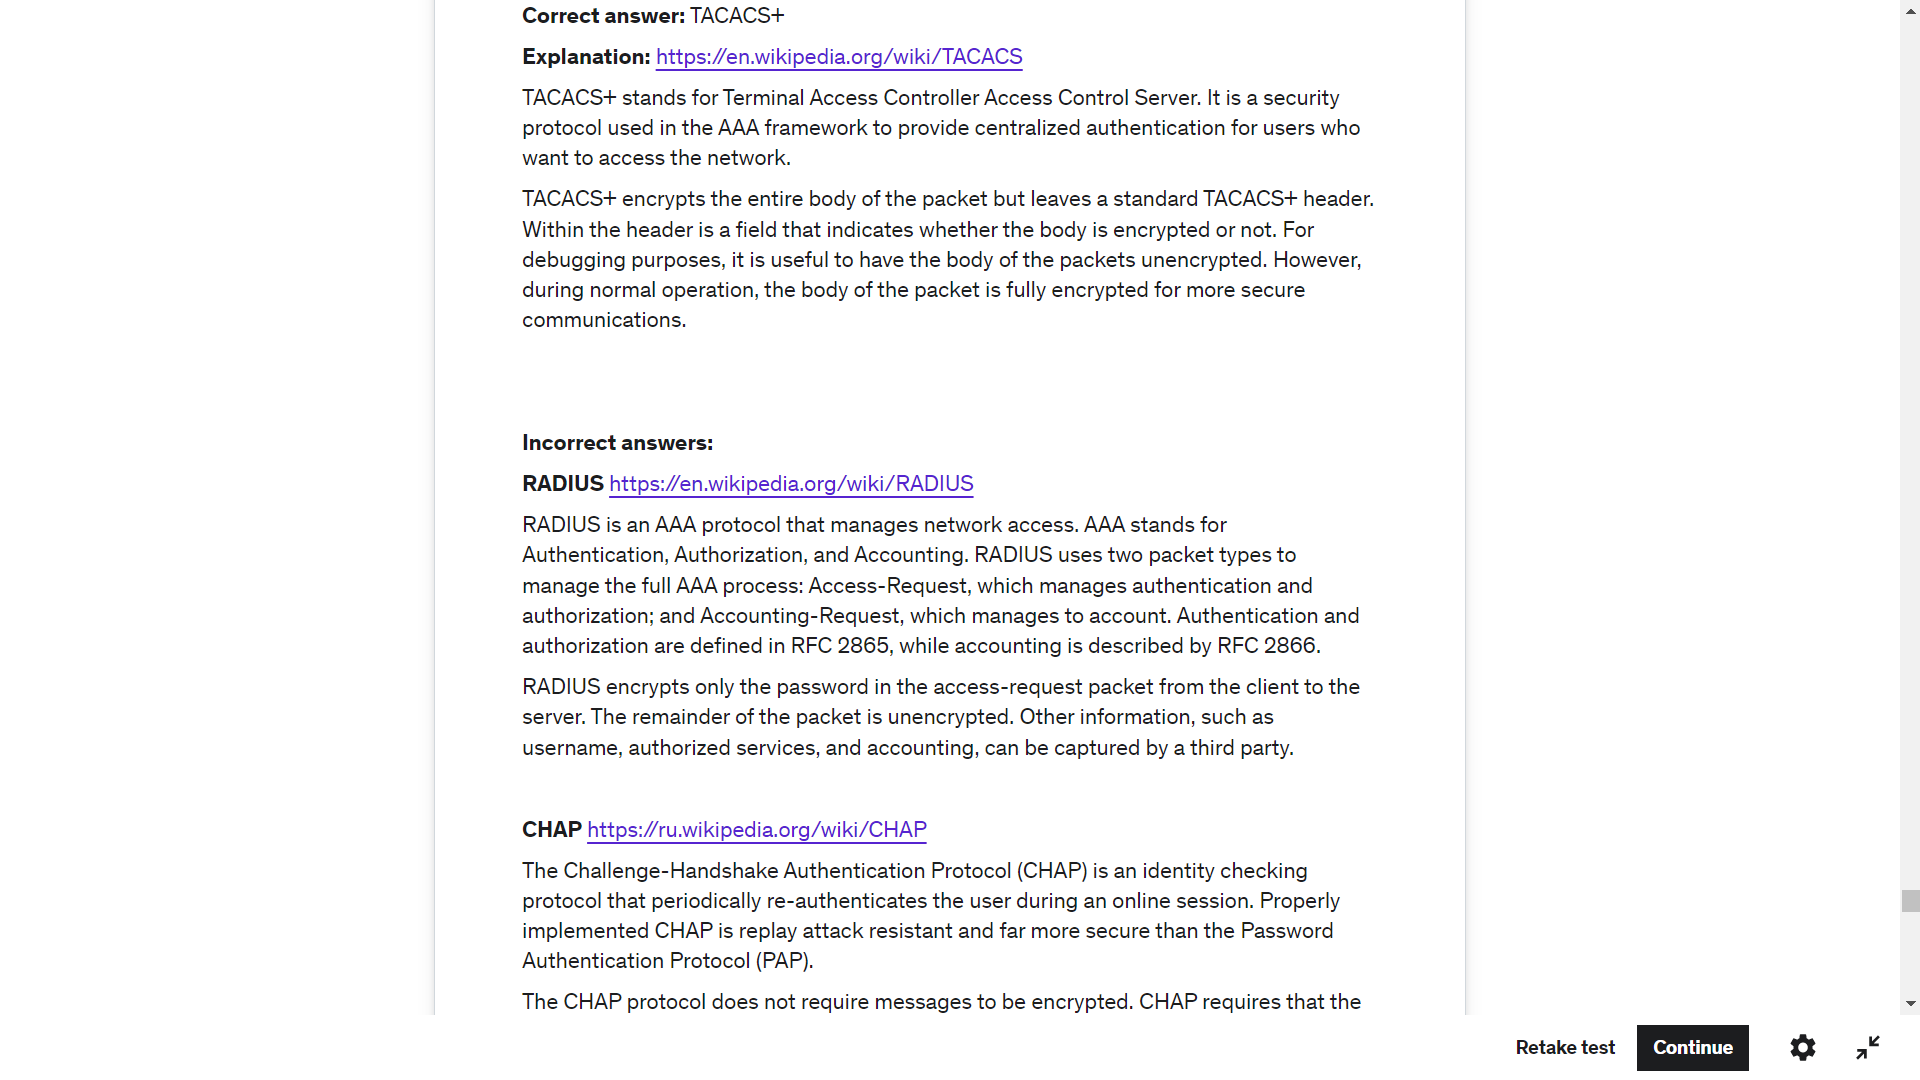 Correct answer: TACACS+
Explanation: https://en.wikipedia.org/wiki/TACACS
TACACS+ stands for Terminal Access Controller Access Control Server. It is a security
protocol used in the AAA framework to provide centralized authentication for users who
want to access the network.
TACACS+ encrypts the entire body of the packet but leaves a standard TACACS+ header.
Within the header is a field that indicates whether the body is encrypted or not. For
debugging purposes, it is useful to have the body of the packets unencrypted. However,
during normal operation, the body of the packet is fully encrypted for more secure
communications.
Incorrect answers:
RADIUS https://en.wikipedia.org/wiki/RADIUS
RADIUS is an AAA protocol that manages network access. AAA stands for
Authentication, Authorization, and Accounting. RADIUS uses two packet types to
manage the full AAA process: Access-Request, which manages authentication and
authorization; and Accounting-Request, which manages to account. Authentication and
authorization are defined in RFC 2865, while accounting is described by RFC 2866.
RADIUS encrypts only the password in the access-request packet from the client to the
server. The remainder of the packet is unencrypted. Other information, such as
username, authorized services, and accounting, can be captured by a third party.
CHAP https://ru.wikipedia.org/wiki/CHAP
The Challenge-Handshake Authentication Protocol (CHAP) is an identity checking
protocol that periodically re-authenticates the user during an online session. Properly
implemented CHAP is replay attack resistant and far more secure than the Password
Authentication Protocol (PAP).
The CHAP protocol does not require messages to be encrypted. CHAP requires that the
Retake test
Continue